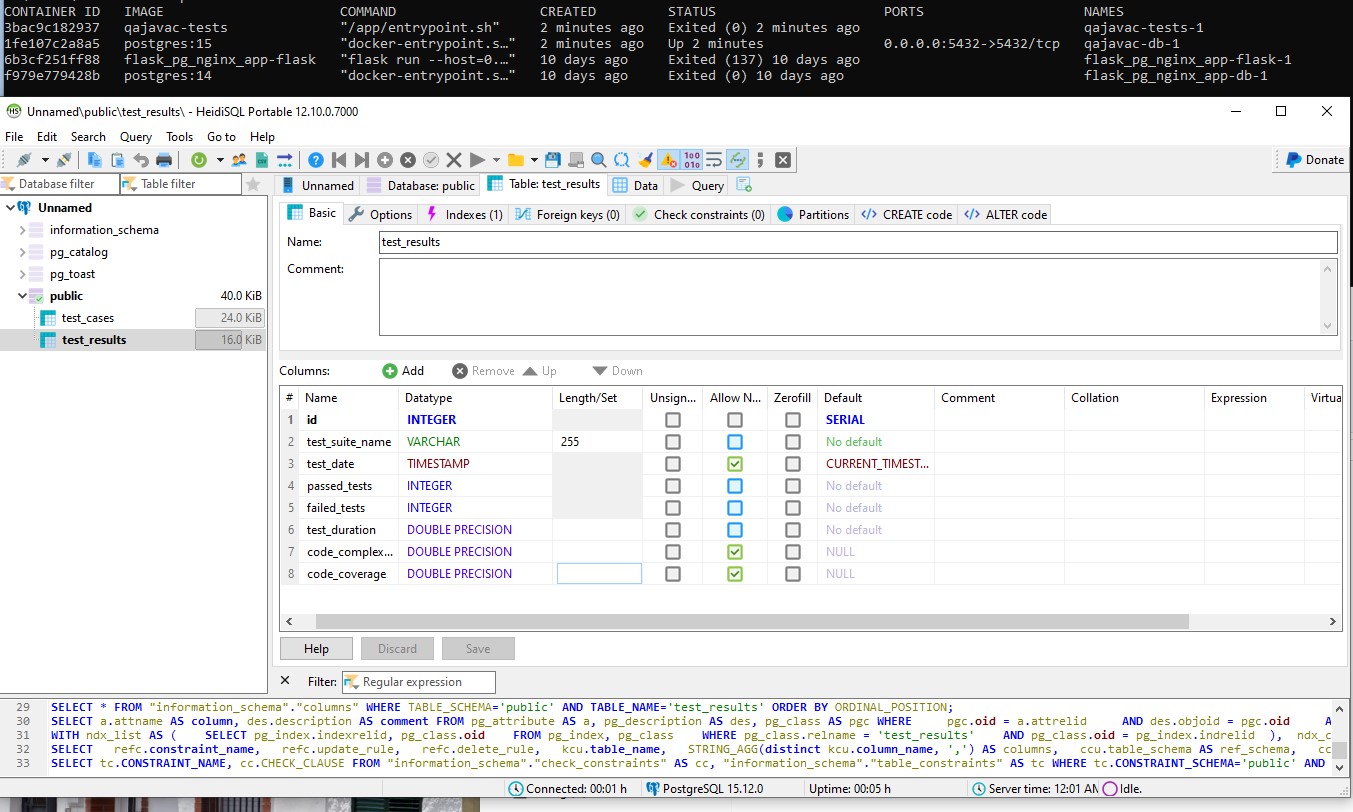 CONTAINER ID IMAGE COMMAND CREATED STATUS PORTS NAMES
3bac9c182937 qajavac-tests "/app/entrypoint.sh" 2 minutes ago Exited (0) 2 minutes ago qajavac-tests-1
1fe107c2a8a5 postgres:15 "docker-entrypoint.s…" 2 minutes ago Up 2 minutes 0.0.0.0:5432->5432/tcp qajavac-db-1
6b3cf251ff88 flask_pg_nginx_app-flask "flask run --host=0.…" 10 days ago Exited (137) 10 days ago flask_pg_nginx_app-flask-1
f979e779428b postgres:14 "docker-entrypoint.s…" 10 days ago Exited (0) 10 days ago flask_pg_nginx_app-db-1
HS Unnamed\public\test_results\ - HeidiSQL Portable 12.10.0.7000
File Edit Search Query Tools Go to Help
Donate
Database filter Table filter Unnamed Database: public Table: test_results Data Query
Unnamed
information_schema
pg_catalog
pg_toast
public 40.0 KiB
test_cases 24.0 KiB
test_results 16.0 KiB
Basic Options Indexes (1) Foreign keys (0) Check constraints (0) Partitions CREATE code ALTER code
Name: test_results
Comment:
Columns: Add Remove Up Down
# Name Datatype Length/Set Unsign... Allow N... Zerofill Default Comment Collation Expression Virtua
1 id INTEGER SERIAL
2 test_suite_name VARCHAR 255 No default
3 test_date TIMESTAMP CURRENT_TIMEST...
4 passed_tests INTEGER No default
5 failed_tests INTEGER No default
6 test_duration DOUBLE PRECISION No default
7 code_complex... DOUBLE PRECISION NULL
8 code_coverage DOUBLE PRECISION NULL
Help Discard Save
Filter: Regular expression
29 SELECT * FROM "information_schema"."columns" WHERE TABLE_SCHEMA='public' AND TABLE_NAME='test_results' ORDER BY ORDINAL_POSITION;
30 SELECT a.attname AS column, des.description AS comment FROM pg_attribute AS a, pg_description AS des, pg_class AS pgc WHERE pgc.oid = a.attrelid AND des.objoid = pgc.oid A
31 WITH ndx_list AS ( SELECT pg_index.indexrelid, pg_class.oid FROM pg_index, pg_class WHERE pg_class.relname = 'test_results' AND pg_class.oid = pg_index.indrelid ), ndx_c
32 SELECT refc.constraint_name, refc.update_rule, refc.delete_rule, kcu.table_name, STRING_AGG(distinct kcu.column_name, ',') AS columns, ccu.table_schema AS ref_schema, cc
33 SELECT tc.CONSTRAINT_NAME, cc.CHECK_CLAUSE FROM "information_schema"."check_constraints" AS cc, "information_schema"."table_constraints" AS tc WHERE tc.CONSTRAINT_SCHEMA='public' AND
Connected: 00:01 h PostgreSQL 15.12.0 Uptime: 00:05 h Server time: 12:01 AM Idle.